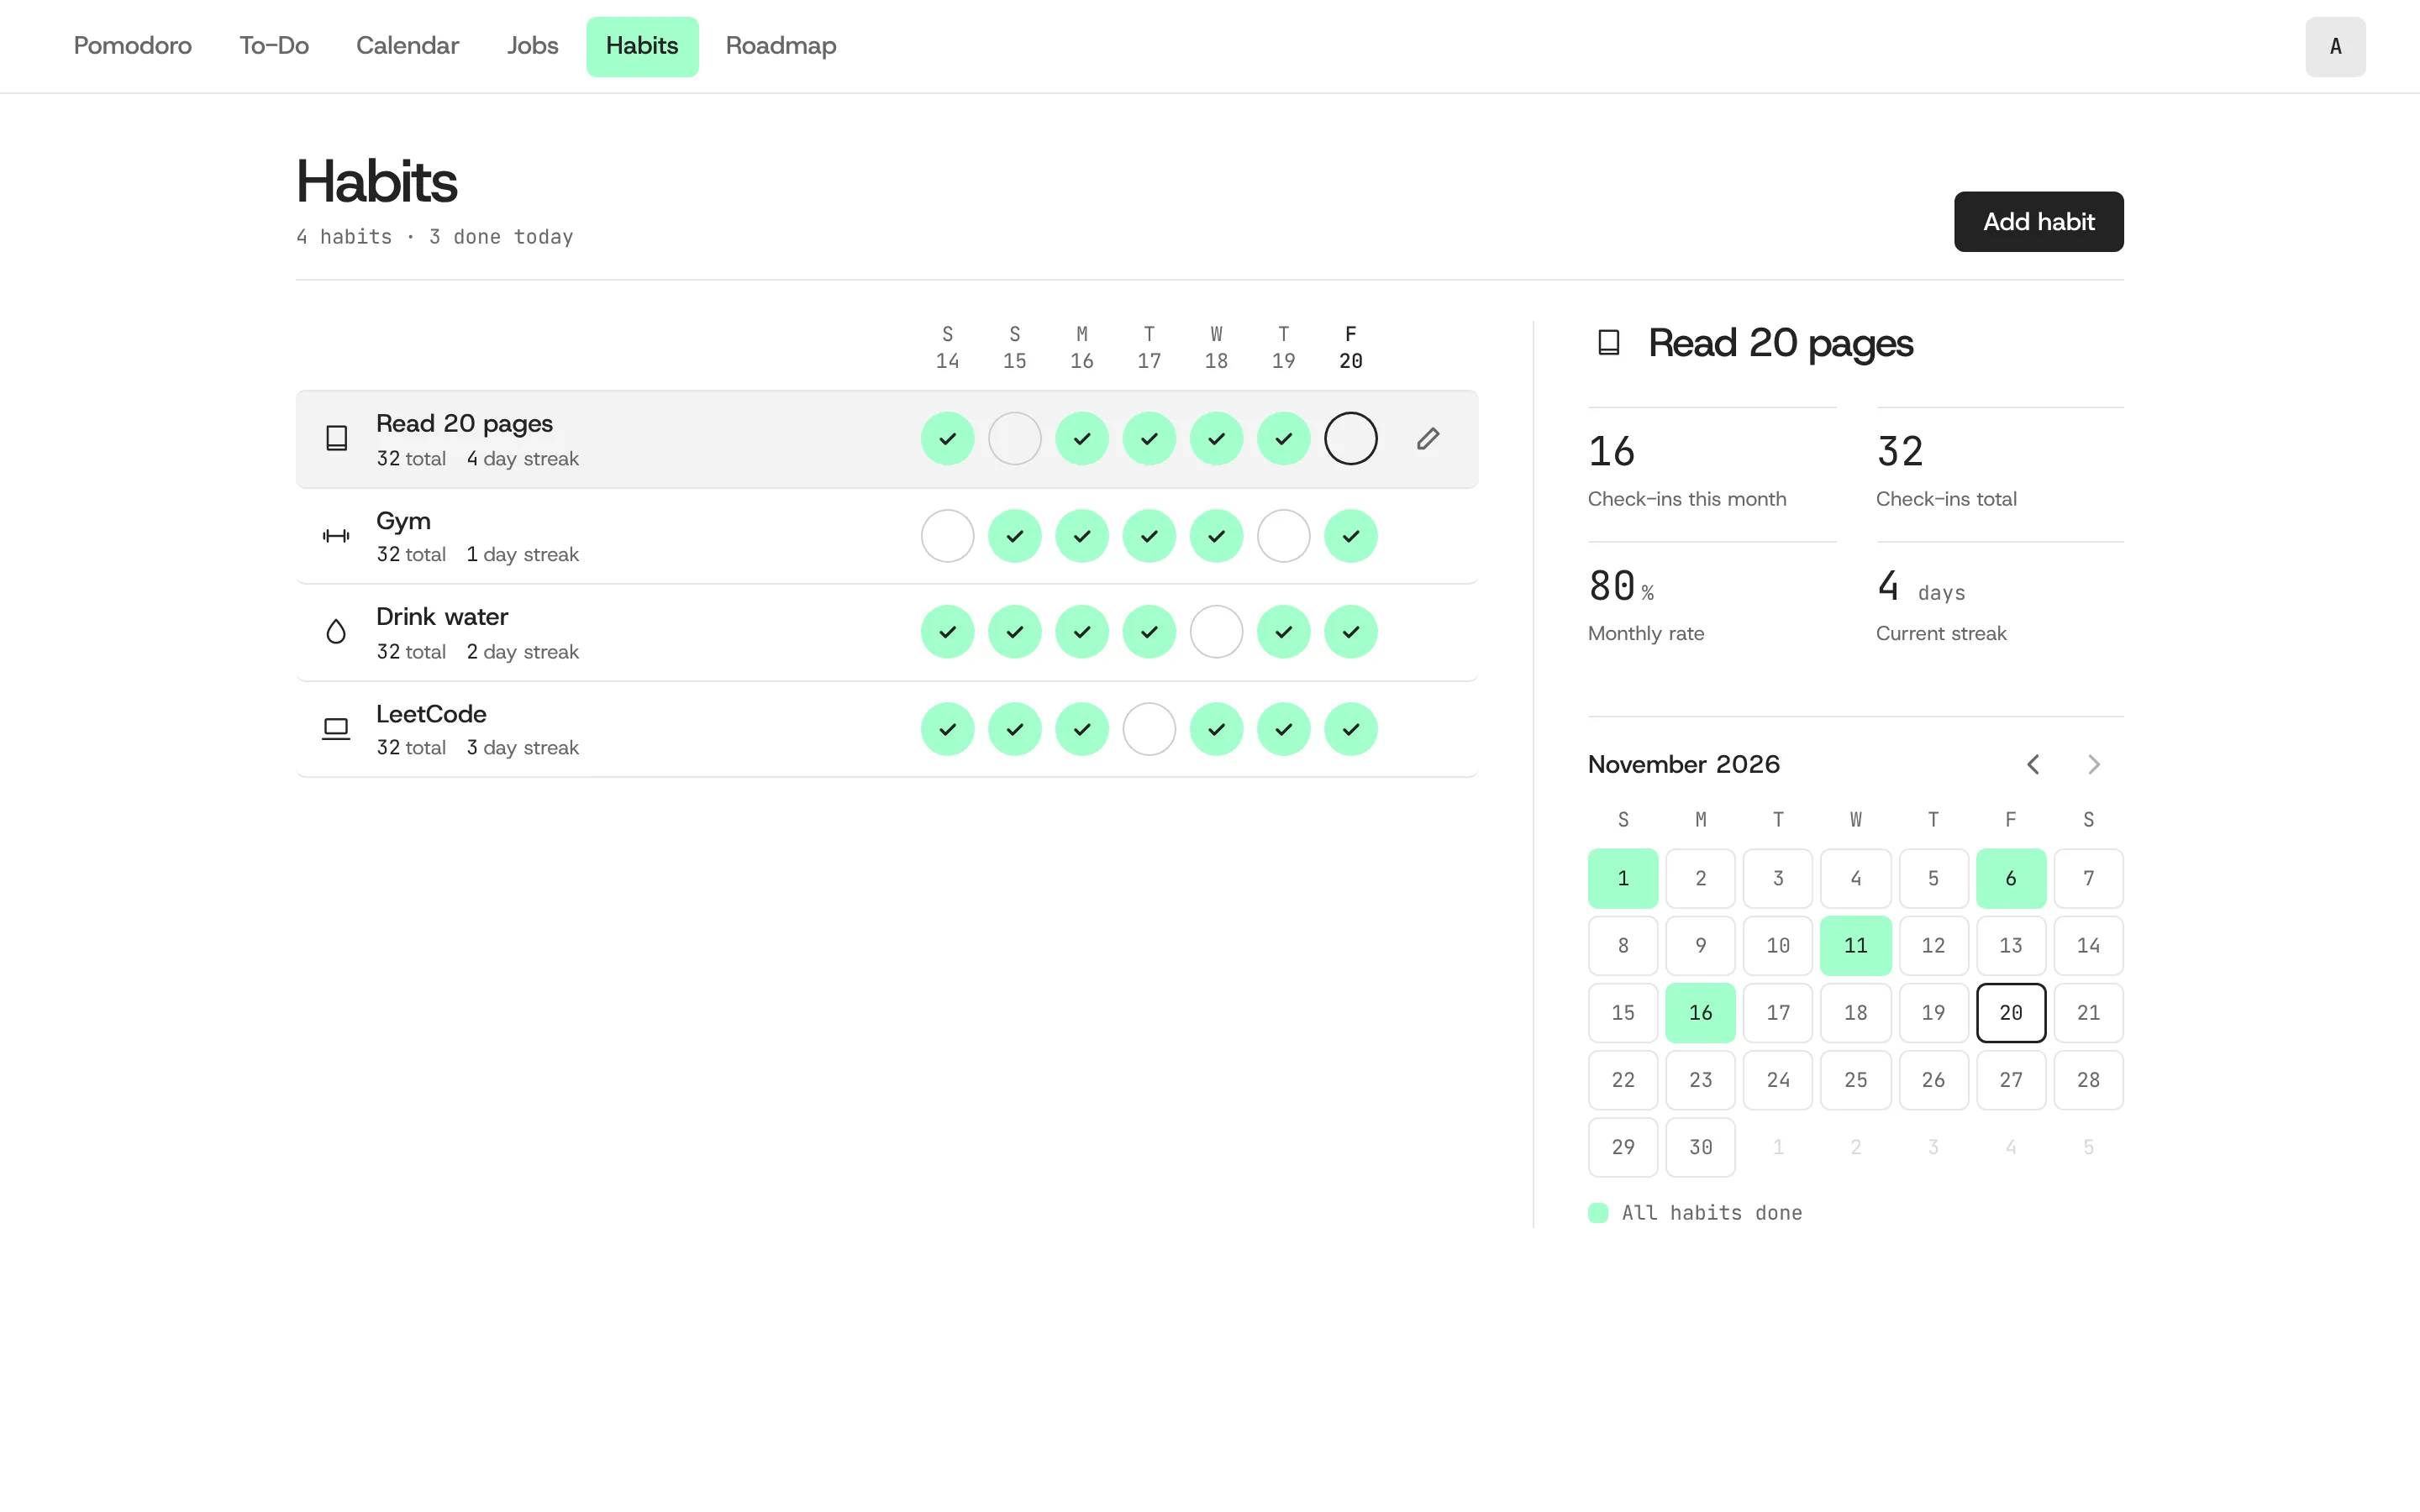 Pomodoro To-Do Calendar Jobs Habits Roadmap A
Habits
4 habits · 3 done today
Add habit
S S M T W T F
14 15 16 17 18 19 20
Read 20 pages
32 total 4 day streak
Gym
32 total 1 day streak
Drink water
32 total 2 day streak
LeetCode
32 total 3 day streak
Read 20 pages
16 32
Check-ins this month Check-ins total
80 % 4 days
Monthly rate Current streak
November 2026
S M T W T F S
1 2 3 4 5 6 7
8 9 10 11 12 13 14
15 16 17 18 19 20 21
22 23 24 25 26 27 28
29 30 1 2 3 4 5
All habits done